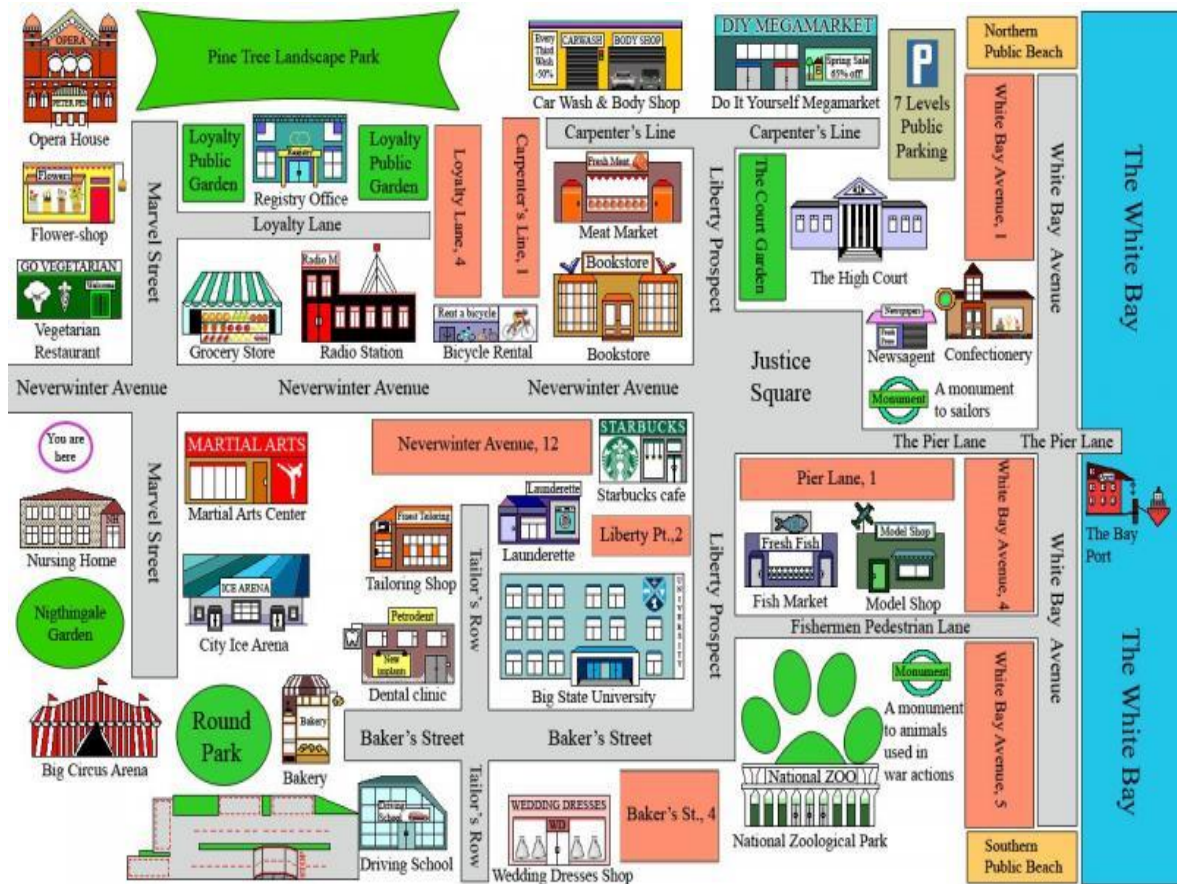 OPERA
PETER PEN
Opera House
Pine Tree Landscape Park
Every
Third
Wash
-50%
CARWASH
BODY SHOP
Car Wash & Body Shop
DIY MEGAMARKET
Spring Sale
65% off!
Do It Yourself Megamarket
P
7 Levels
Public
Parking
Northern
Public Beach
Flowers
Flower-shop
Marvel Street
Loyalty
Public
Garden
Registry
Registry Office
Loyalty
Public
Garden
Loyalty Lane
Loyalty Lane, 4
Carpenter's Line, 1
Carpenter's Line
Fresh Meat
Meat Market
Liberty Prospect
Carpenter's Line
The Court Garden
The High Court
White Bay Avenue, 1
White Bay Avenue
The White Bay
GO VEGETARIAN
Welcome
Vegetarian
Restaurant
Grocery Store
Radio M
Radio Station
Rent a bicycle
Bicycle Rental
Bookstore
Bookstore
Newspapers
Fresh
Press
Newsagent
Confectionery
Justice
Square
Monument
A monument
to sailors
Neverwinter Avenue
Neverwinter Avenue
Neverwinter Avenue
The Pier Lane
The Pier Lane
You are
here
NH
Nursing Home
Marvel Street
MARTIAL ARTS
Martial Arts Center
Neverwinter Avenue, 12
STARBUCKS
Starbucks cafe
Pier Lane, 1
White Bay Avenue, 4
The Bay
Port
Finest Tailoring
Tailoring Shop
Tailor's Row
Launderette
Launderette
Liberty Pt.,2
Liberty Prospect
Fresh Fish
Fish Market
Model Shop
Model Shop
White Bay Avenue
Nigthingale
Garden
ICE ARENA
City Ice Arena
Petrodent
New
implants
Dental clinic
UNIVERSITY
Big State University
Fishermen Pedestrian Lane
Monument
A monument
to animals
used in
war actions
White Bay Avenue, 5
The White Bay
Big Circus Arena
Round
Park
Bakery
Bakery
Baker's Street
Baker's Street
National ZOO
National Zoological Park
Driving
School
Driving School
Tailor's Row
WEDDING DRESSES
WD
Wedding Dresses Shop
Baker's St., 4
Southern
Public Beach